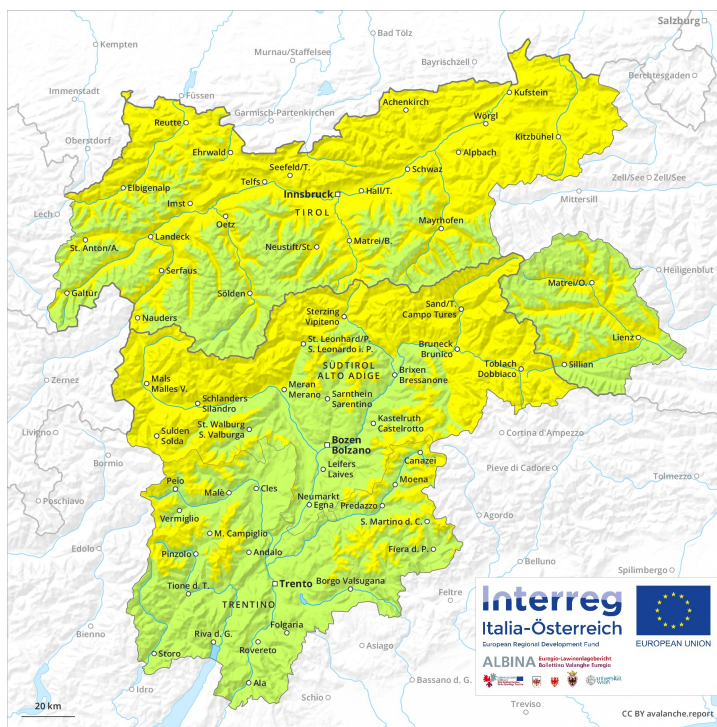 Salzburg
Bad Tölz
Kempten
Murnau/Staffelsee
Bayrischzell
Berchtesgaden
Immenstadt
Füssen
Garmisch-Partenkirchen
Achenkirch
Kufstein
Reutte
Wörgl
Oberstdorf
Kitzbühel
Ehrwald
Seefeld/T.
Alpbach
Schwaz
Telfs
Zell/See
Zell/See
Elbigenalp
Innsbruck
Hall/T.
Mittersill
Imst
TIROL
Lech
Oetz
Mayrhofen
St. Anton/A.
Landeck
Neustift/St.
Matrei/B.
Serfaus
Heiligenblut
Matrei/O.
Galtür
Sölden
Nauders
Sterzing
Vipiteno
Sand/T.
Campo Tures
Lienz
St. Leonhard/P.
S. Leonardo i. P.
Bruneck
Brunico
Toblach
Dobbiaco
Sillian
SÜDTIROL
ALTO ADIGE
Brixen
Bressanone
Zernez
Mals
Malles V.
Meran
Merano
Schlanders
Silandro
Sarnthein
Sarentino
St. Walburg
S. Valburga
Kastelruth
Castelrotto
Livigno
Sulden
Solda
Bozen
Bolzano
Cortina d'Ampezzo
Bormio
Canazei
Leifers
Laives
Pieve di Cadore
Tolmezzo
Peio
Moena
Poschiavo
Malè
Cles
Neumarkt
Egna
Predazzo
Vermiglio
Agordo
S. Martino d. C.
M. Campiglio
Edolo
Pinzolo
Andalo
Fiera d. P.
Belluno
Spilimbergo
Tione d. T.
Trento
Borgo Valsugana
Feltre
TRENTINO
Folgaria
Bienno
Riva d. G.
Storo
Rovereto
Asiago
Idro
Ala
Schio
Bassano d. G.
Treviso
Interreg
Italia-Österreich
European Regional Development Fund
EUROPEAN UNION
ALBINA
Euregio-Lawinenlagebericht
Bollettino Valanghe Euregio
universität
wien
20 km
CC BY avalanche.report